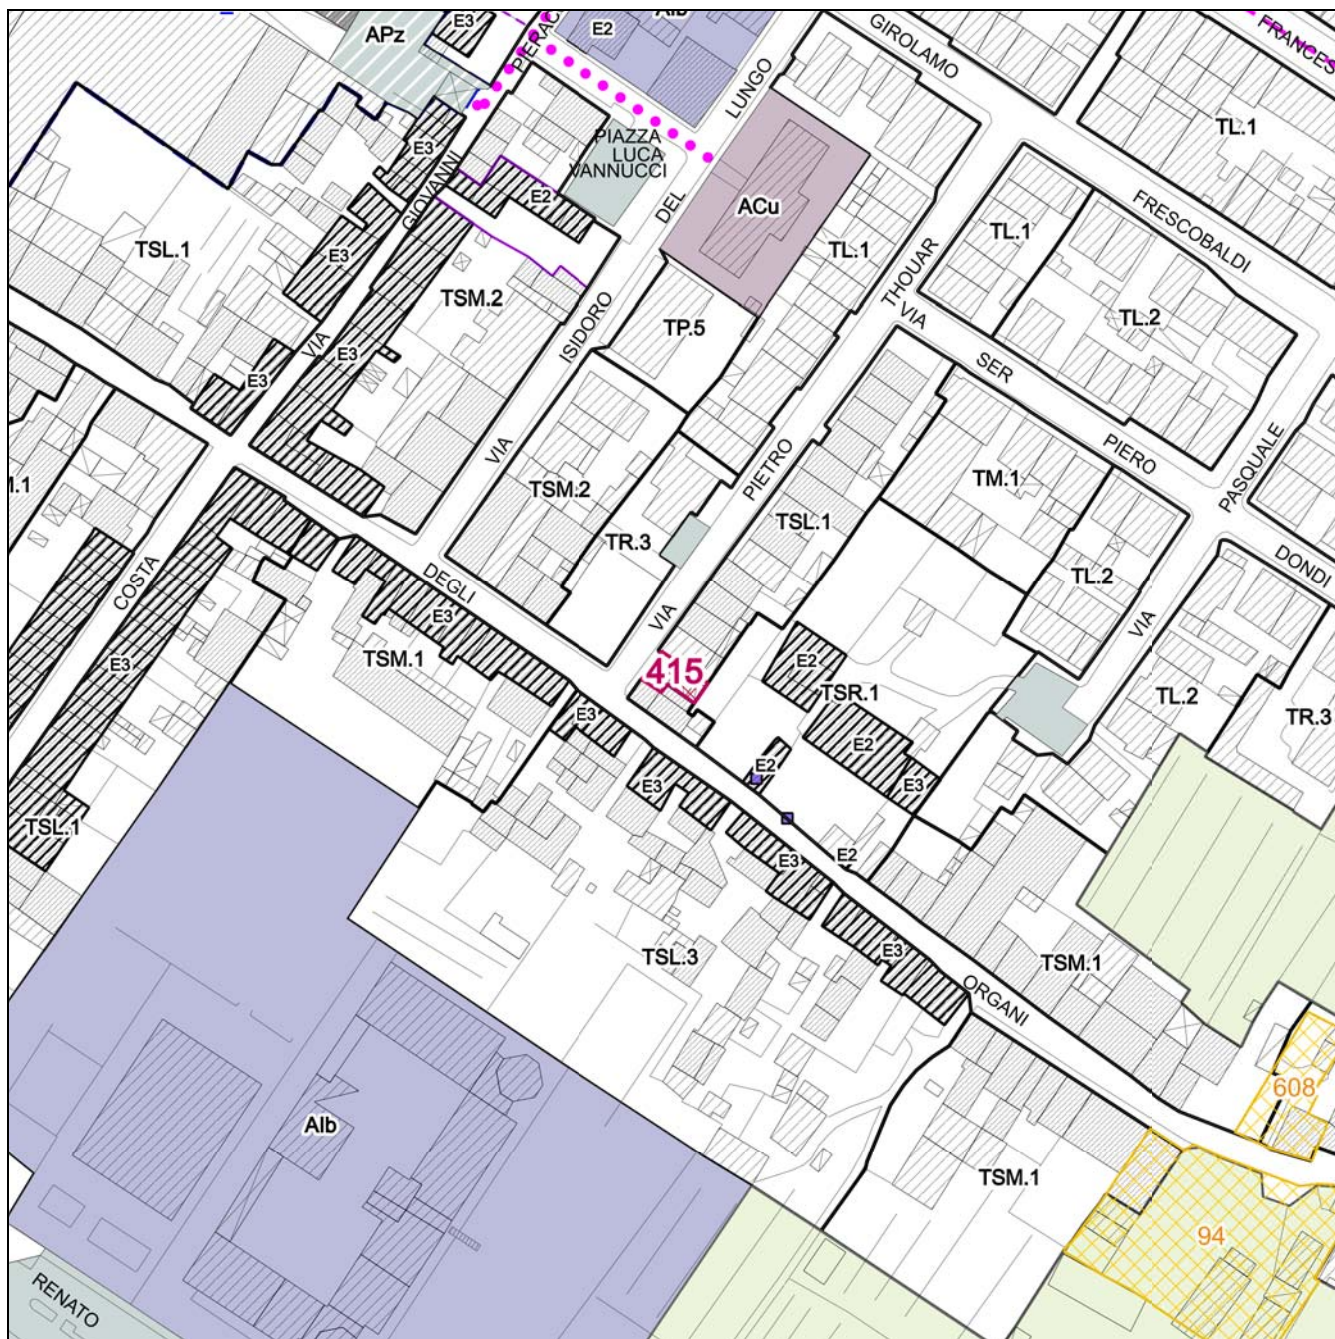 E3
APz
E2
AIb
PIERAC
GIROLAMO
FRANCES
LUNGO
TL.1
PIAZZA
LUCA
VANNUCCI
E3
E2
GIOVANNI
DEL
ACu
TL.1
FRESCOBALDI
TSL.1
E3
TL.1
THOUAR
TSM.2
ISIDORO
TP.5
VIA
TL.2
VIA
E3
SER
E3
PASQUALE
PIERO
VIA
PIETRO
M.1
TSM.2
TM.1
TSL.1
TR.3
DONDI
COSTA
DEGLI
TL.2
E3
VIA
VIA
E3
TSM.1
415
E2
TSR.1
TL.2
TR.3
E3
E2
E2
E3
E3
TSL.1
E3
E2
TSL.3
E3
TSM.1
ORGANI
608
AIb
TSM.1
94
RENATO